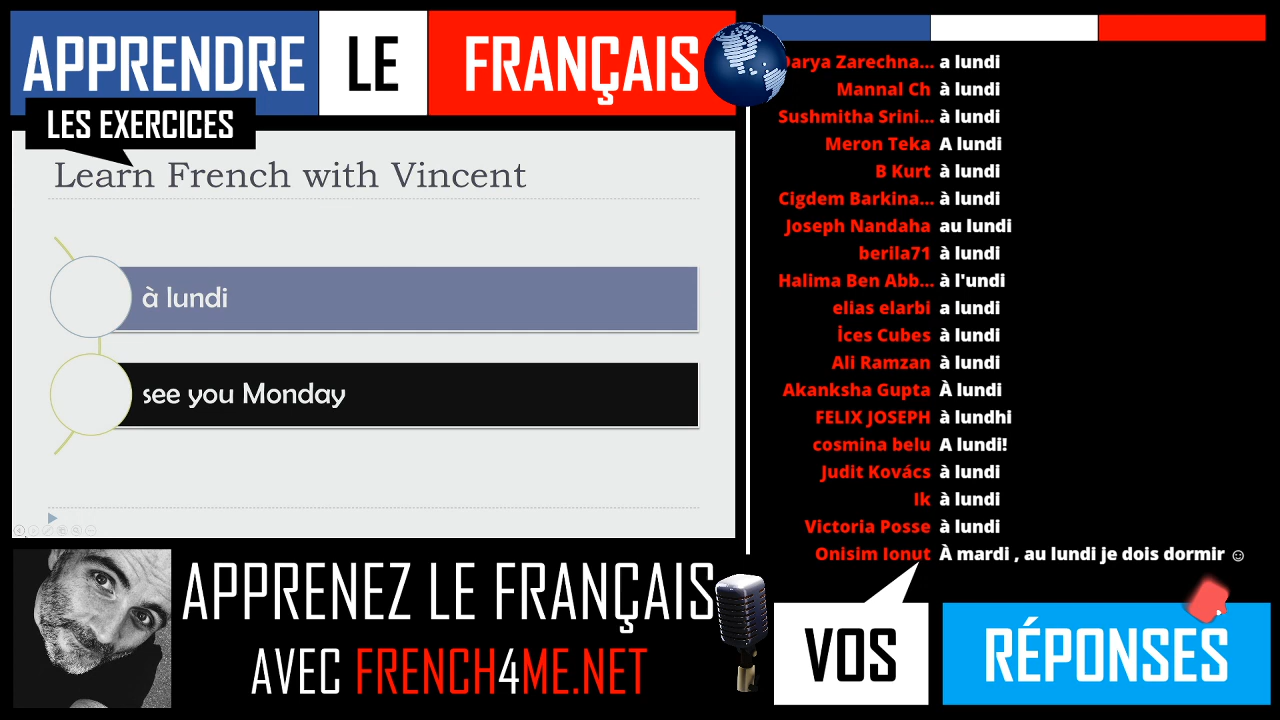 APPRENDRE LE FRANÇAIS
LES EXERCICES
Learn French with Vincent
à lundi
see you Monday
APPRENEZ LE FRANÇAIS
AVEC FRENCH4ME.NET
Darya Zarechna... a lundi
Mannal Ch à lundi
Sushmitha Srini... à lundi
Meron Teka A lundi
B Kurt à lundi
Cigdem Barkina... à lundi
Joseph Nandaha au lundi
berila71 à lundi
Halima Ben Abb... à l'undi
elias elarbi a lundi
İces Cubes à lundi
Ali Ramzan à lundi
Akanksha Gupta À lundi
FELIX JOSEPH à lundhi
cosmina belu A lundi!
Judit Kovács à lundi
Ik à lundi
Victoria Posse à lundi
Onisim Ionut À mardi , au lundi je dois dormir ☺
VOS RÉPONSES